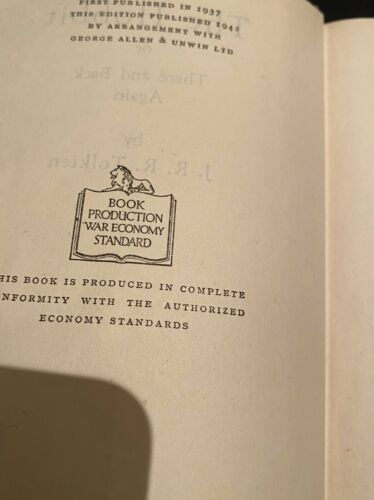 FIRST PUBLISHED IN 1937
THIS EDITION PUBLISHED 1942
BY ARRANGEMENT WITH
GEORGE ALLEN & UNWIN LTD
There and Back
Again
by
J. R. R. Tolkien
BOOK
PRODUCTION
WAR ECONOMY
STANDARD
HIS BOOK IS PRODUCED IN COMPLETE
ONFORMITY WITH THE AUTHORIZED
ECONOMY STANDARDS